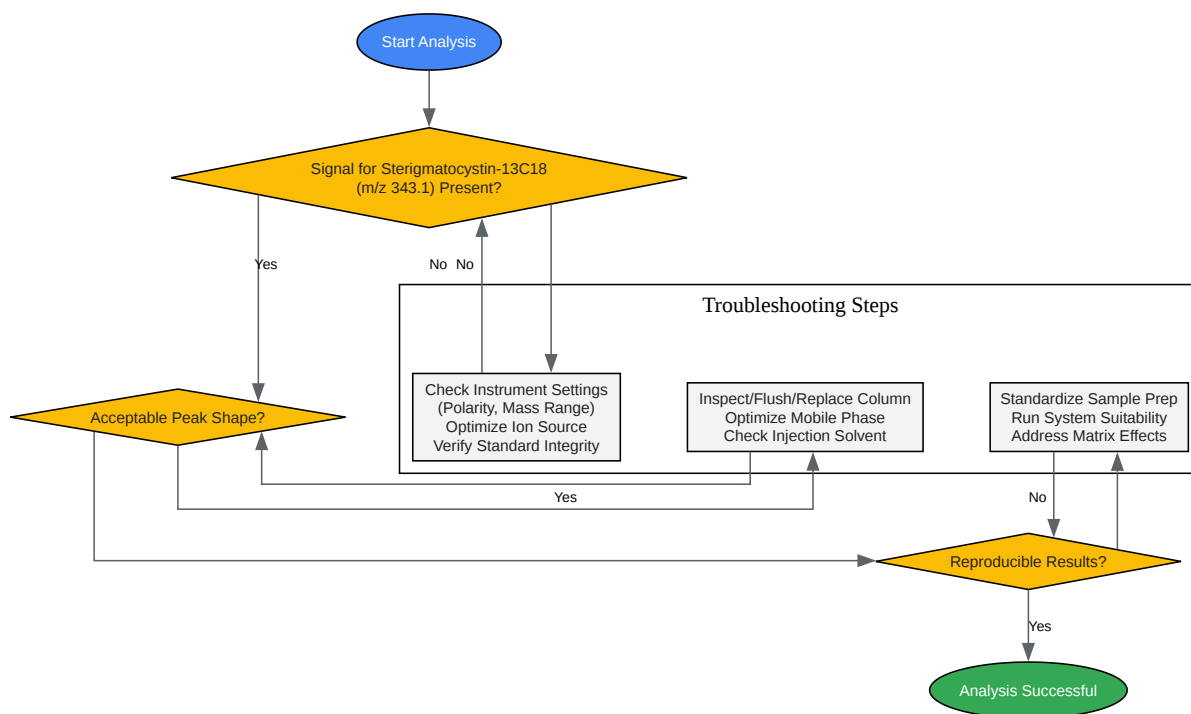 Start Analysis
Signal for Sterigmatocystin-13C18
(m/z 343.1) Present?
Yes
No
No
Troubleshooting Steps
Check Instrument Settings
(Polarity, Mass Range)
Optimize Ion Source
Verify Standard Integrity
Inspect/Flush/Replace Column
Optimize Mobile Phase
Check Injection Solvent
Standardize Sample Prep
Run System Suitability
Address Matrix Effects
Acceptable Peak Shape?
Yes
No
Reproducible Results?
Yes
Analysis Successful